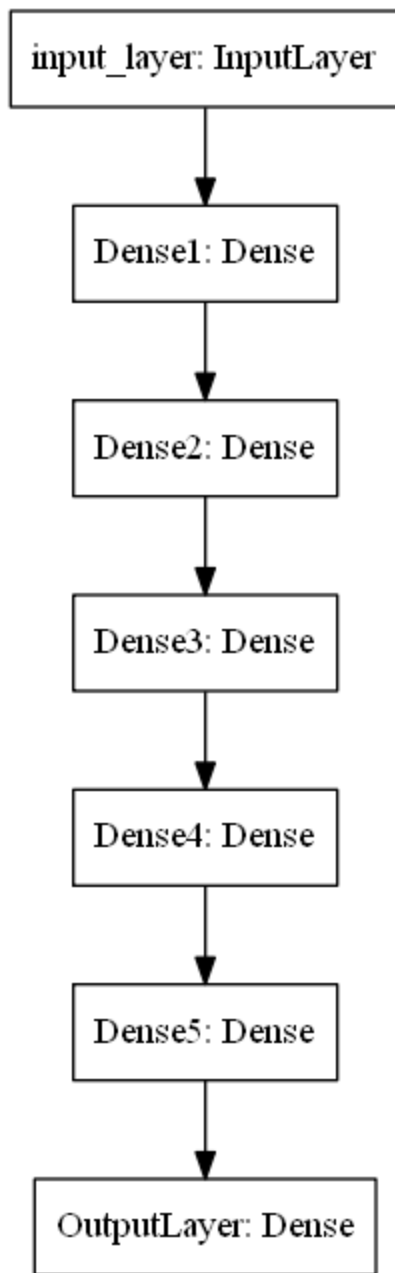 input_layer: InputLayer
Dense1: Dense
Dense2: Dense
Dense3: Dense
Dense4: Dense
Dense5: Dense
OutputLayer: Dense